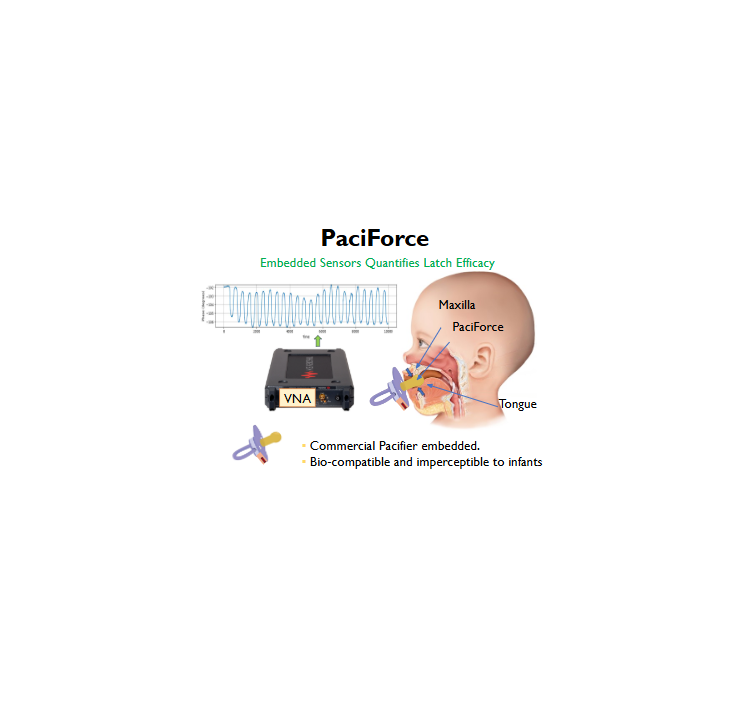 PaciForce
Embedded Sensors Quantifies Latch Efficacy
Maxilla
PaciForce
Time
0 2000 4000 6000 8000 10000
VNA
Tongue
• Commercial Pacifier embedded.
• Bio-compatible and imperceptible to infants